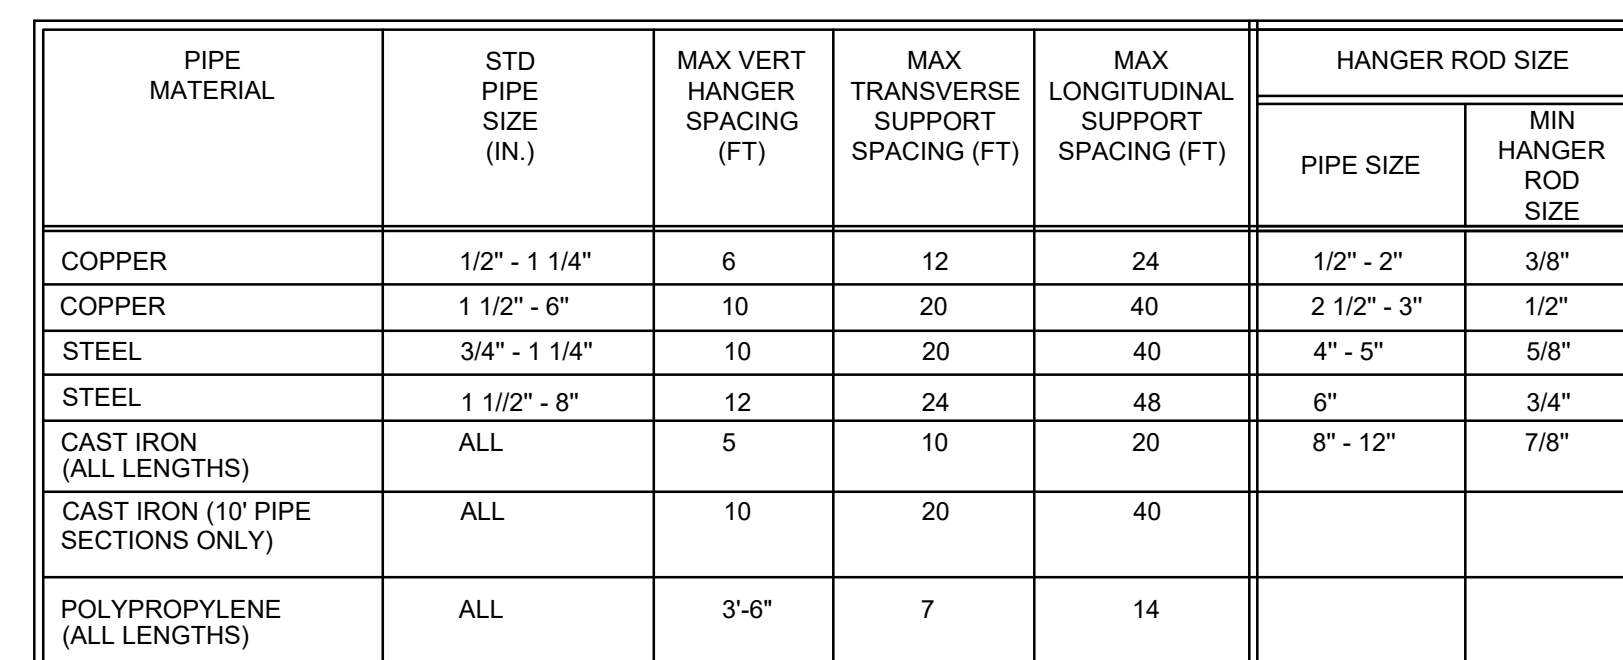 PIPE MATERIAL STD PIPE SIZE (IN.) MAX VERT HANGER SPACING (FT) MAX TRANSVERSE SUPPORT SPACING (FT) MAX LONGITUDINAL SUPPORT SPACING (FT) HANGER ROD SIZE
PIPE SIZE MIN HANGER ROD SIZE
COPPER 1/2" - 1 1/4" 6 12 24 1/2" - 2" 3/8"
COPPER 1 1/2" - 6" 10 20 40 2 1/2" - 3" 1/2"
STEEL 3/4" - 1 1/4" 10 20 40 4" - 5" 5/8"
STEEL 1 1//2" - 8" 12 24 48 6" 3/4"
CAST IRON (ALL LENGTHS) ALL 5 10 20 8" - 12" 7/8"
CAST IRON (10' PIPE SECTIONS ONLY) ALL 10 20 40
POLYPROPYLENE (ALL LENGTHS) ALL 3'-6" 7 14